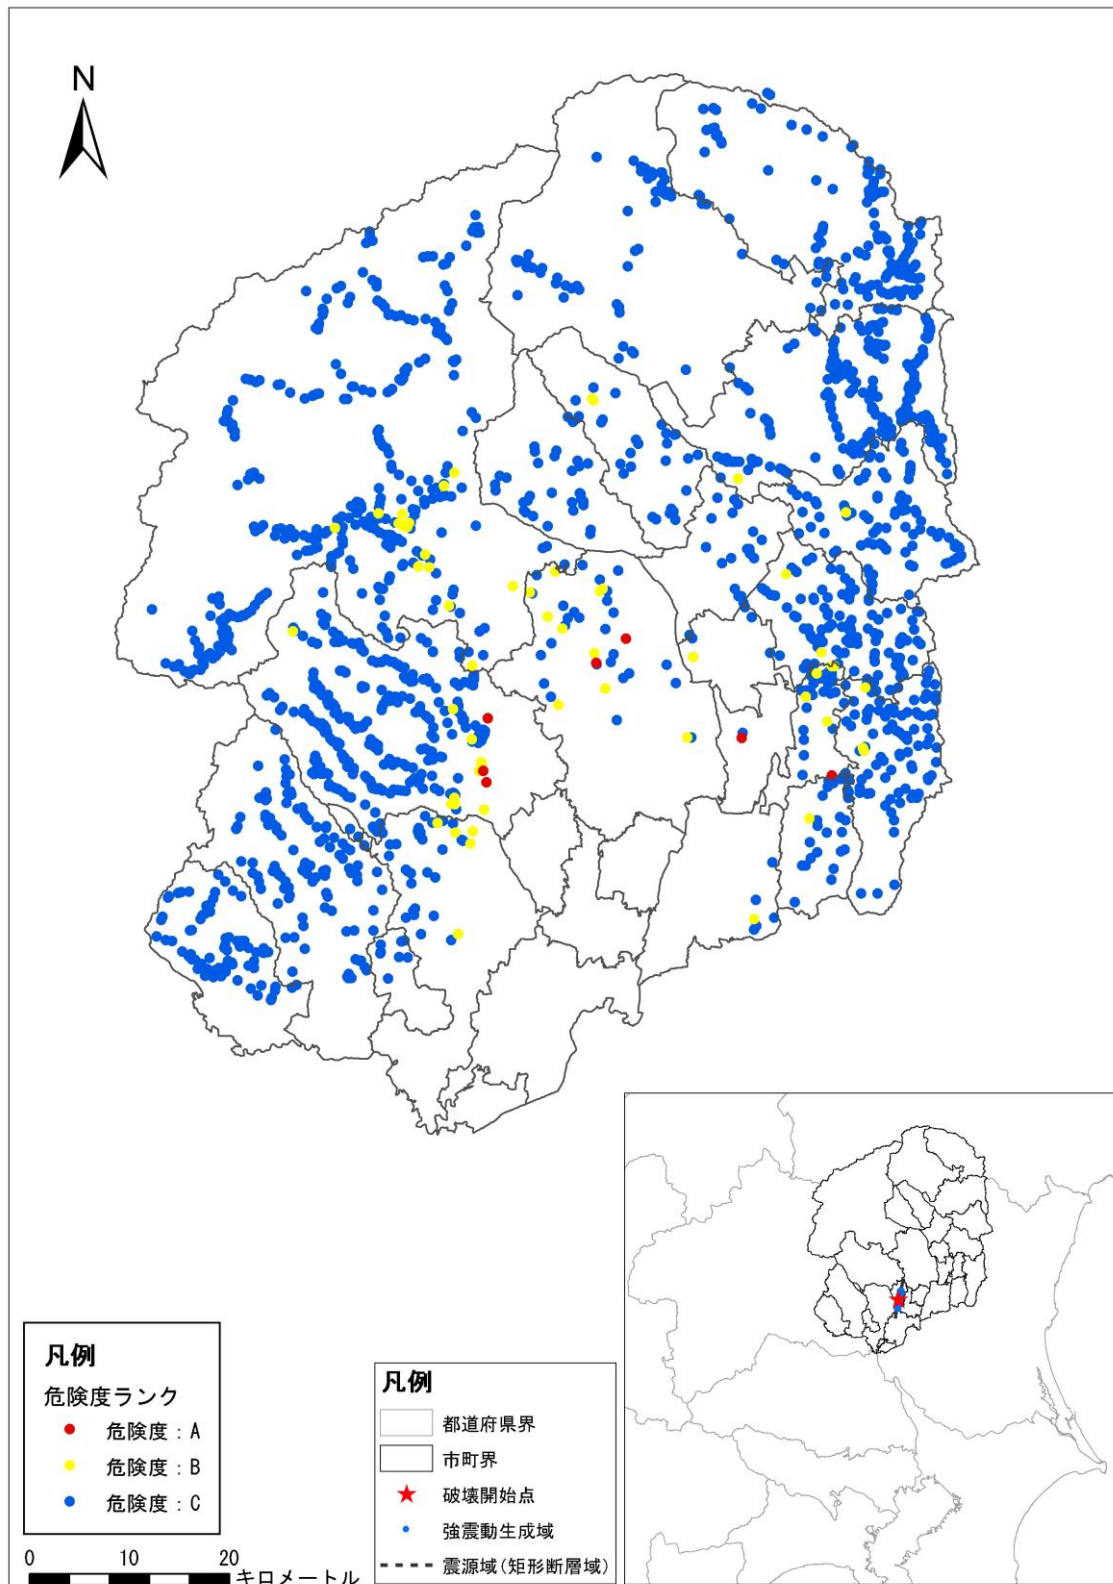 N
凡例
危険度ランク
危険度：A
危険度：B
危険度：C
0 10 20
キロメートル
凡例
都道府県界
市町界
破壊開始点
強震動生成域
震源域(矩形断層域)